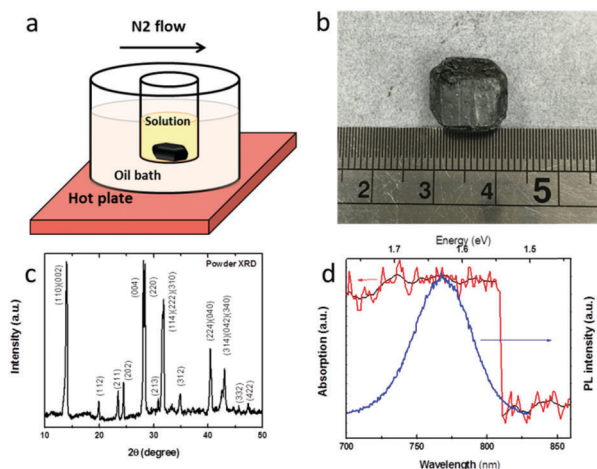 a
N2 flow
Solution
Oil bath
Hot plate
b
2 3 4 5
c
Powder XRD
(110)(002)
(112)
(211)
(202)
(004)
(220)
(213)
(114)(222)(310)
(312)
(224)(040)
(314)(042)(340)
(332)
(422)
Intensity (a.u.)
10 20 30 40 50
2θ (degree)
d
Energy (eV)
1.7 1.6 1.5
Absorption (a.u.)
PL intensity (a.u.)
700 750 800 850
Wavelength (nm)